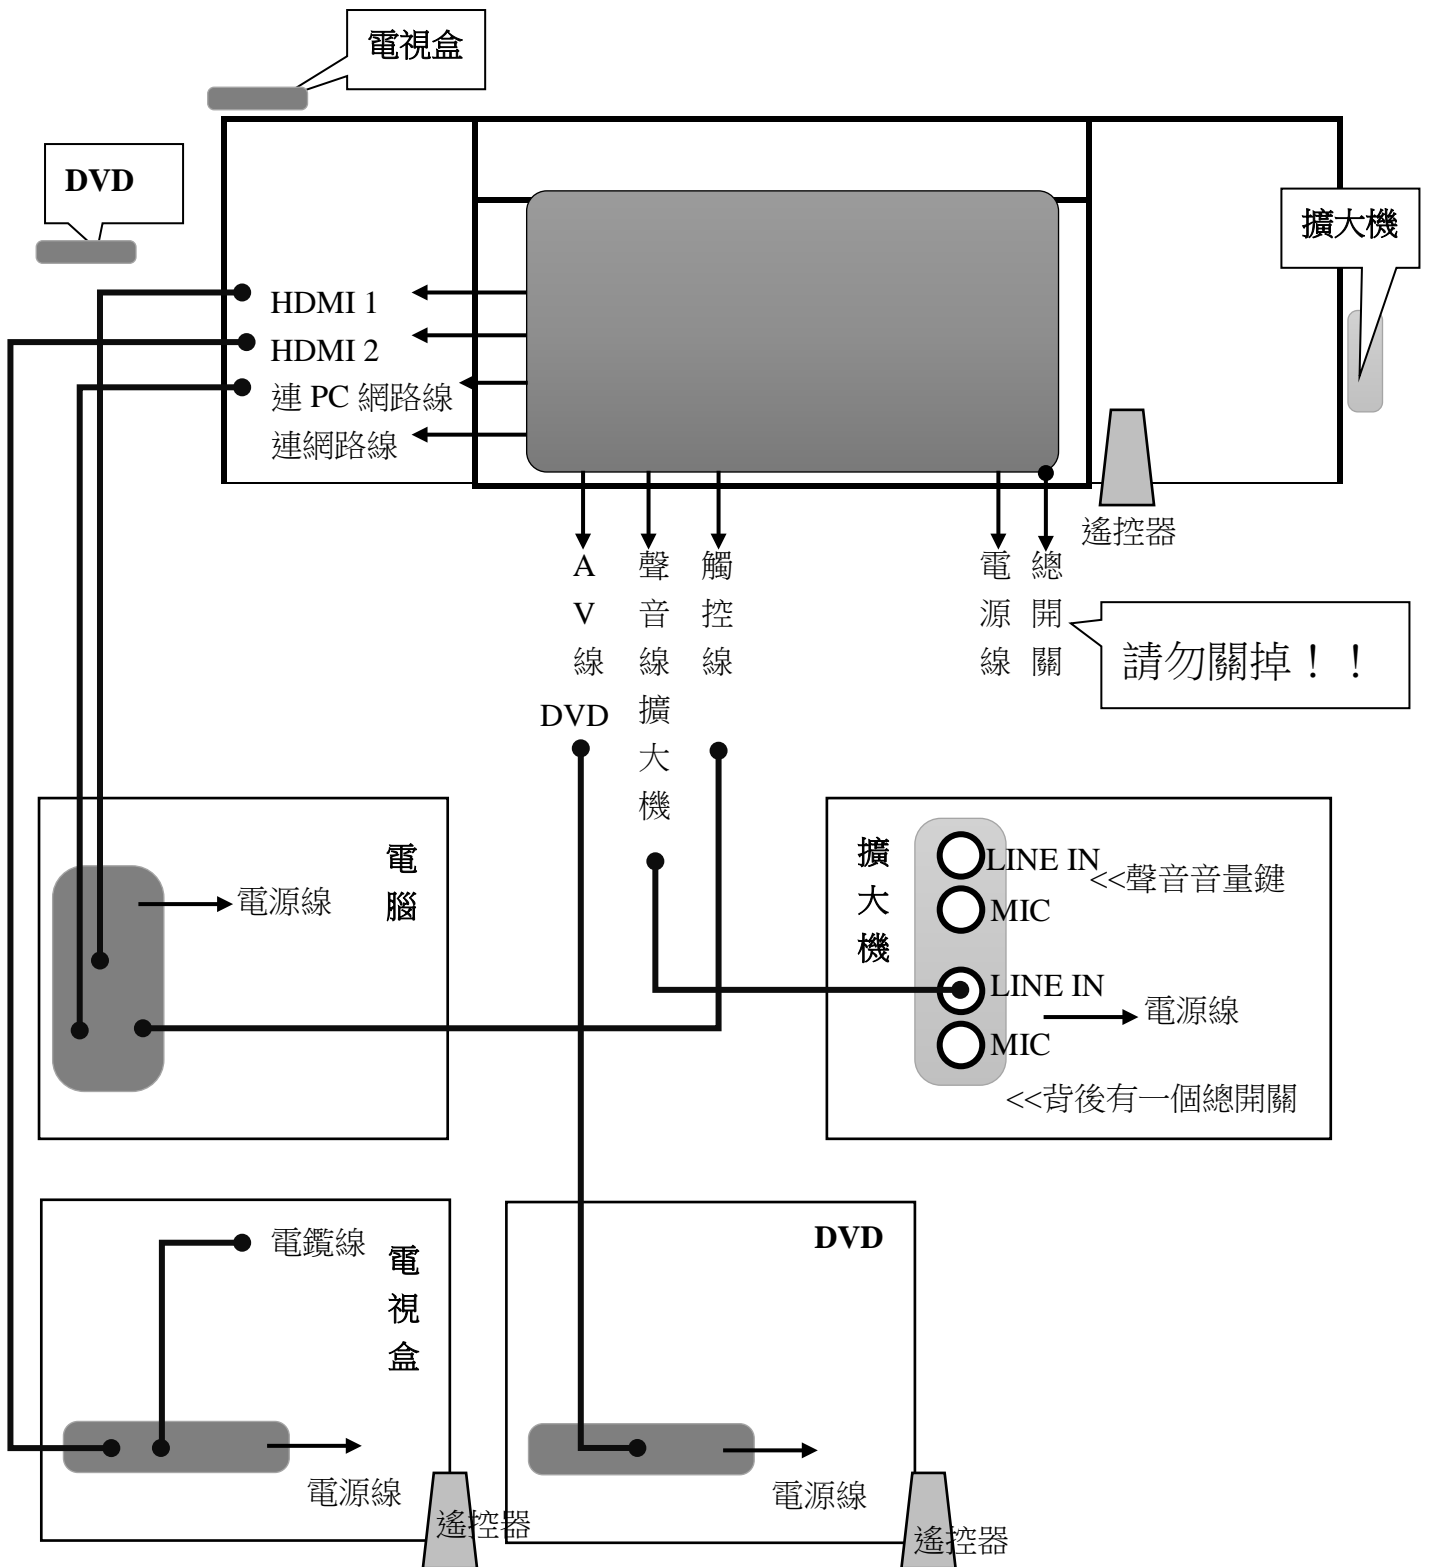 電視盒
DVD
擴大機
HDMI 1
HDMI 2
連 PC 網路線
連網路線
遙控器
AV線
DVD
聲音線擴大機
觸控線
電源線
總開關
請勿關掉！！
電腦
電源線
擴大機
LINE IN
<<聲音音量鍵
MIC
LINE IN
電源線
MIC
<<背後有一個總開關
電鑬線
電視盒
電源線
遙控器
DVD
電源線
遙控器